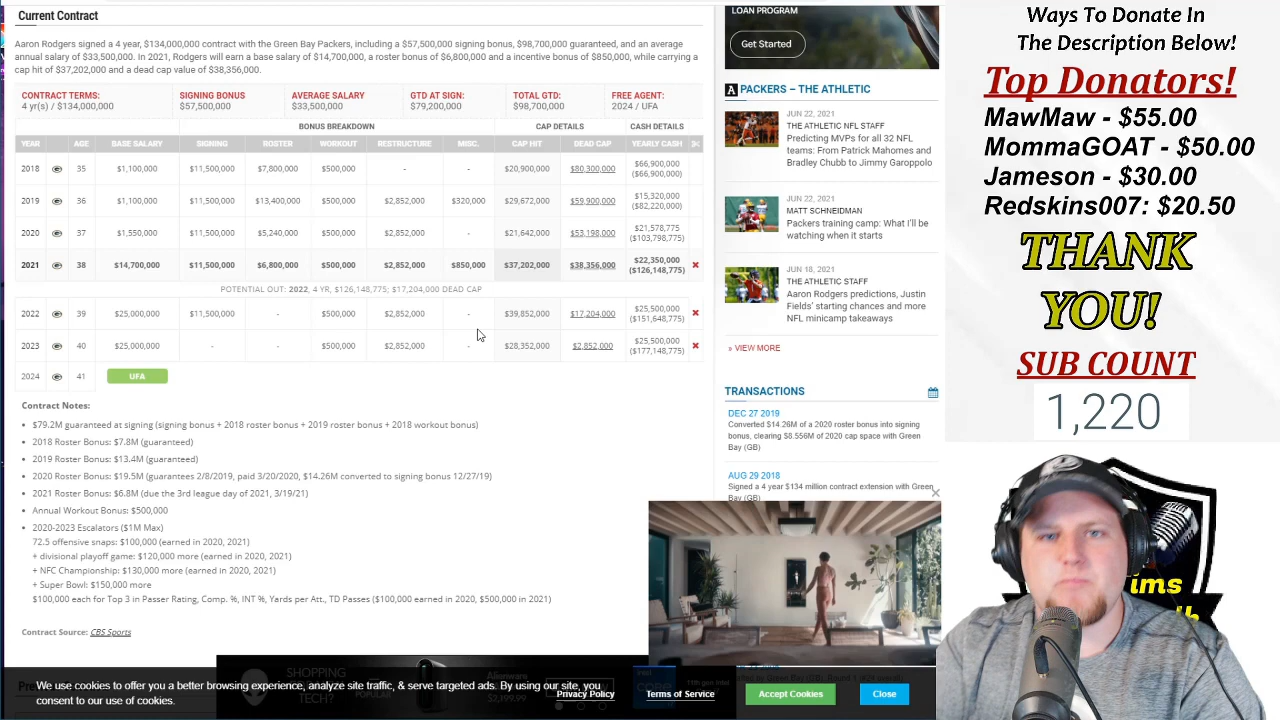 Current Contract
Aaron Rodgers signed a 4 year, $134,000,000 contract with the Green Bay Packers, including a $57,500,000 signing bonus, $98,700,000 guaranteed, and an average
annual salary of $33,500,000. In 2021, Rodgers will earn a base salary of $14,700,000, a roster bonus of $6,800,000 and a incentive bonus of $850,000, while carrying a
cap hit of $37,202,000 and a dead cap value of $38,356,000.
CONTRACT TERMS: SIGNING BONUS AVERAGE SALARY GTD AT SIGN: TOTAL GTD: FREE AGENT:
4 yr(s) / $134,000,000 $57,500,000 $33,500,000 $79,200,000 $98,700,000 2024 / UFA
BONUS BREAKDOWN CAP DETAILS CASH DETAILS
YEAR AGE BASE SALARY SIGNING ROSTER WORKOUT RESTRUCTURE MISC. CAP HIT DEAD CAP YEARLY CASH
2018 35 $1,100,000 $11,500,000 $7,800,000 $500,000 - - $20,900,000 $80,300,000 $66,900,000
($66,900,000)
2019 36 $1,100,000 $11,500,000 $13,400,000 $500,000 $2,852,000 $320,000 $29,672,000 $59,900,000 $15,320,000
($82,220,000)
2020 37 $1,550,000 $11,500,000 $5,240,000 $500,000 $2,852,000 - $21,642,000 $53,198,000 $21,578,775
($103,798,775)
2021 38 $14,700,000 $11,500,000 $6,800,000 $500,000 $2,852,000 $850,000 $37,202,000 $38,356,000 $22,350,000
($126,148,775)
POTENTIAL OUT: 2022, 4 YR, $126,148,775; $17,204,000 DEAD CAP
2022 39 $25,000,000 $11,500,000 - $500,000 $2,852,000 - $39,852,000 $17,204,000 $25,500,000
($151,648,775)
2023 40 $25,000,000 - - $500,000 $2,852,000 - $28,352,000 $2,852,000 $25,500,000
($177,148,775)
2024 41 UFA
Contract Notes:
• $79.2M guaranteed at signing (signing bonus + 2018 roster bonus + 2019 roster bonus + 2018 workout bonus)
• 2018 Roster Bonus: $7.8M (guaranteed)
• 2019 Roster Bonus: $13.4M (guaranteed)
• 2020 Roster Bonus: $19.5M (guarantees 2/8/2019, paid 3/20/2020, $14.26M converted to signing bonus 12/27/19)
• 2021 Roster Bonus: $6.8M (due the 3rd league day of 2021, 3/19/21)
• Annual Workout Bonus: $500,000
• 2020-2023 Escalators ($1M Max)
72.5 offensive snaps: $100,000 (earned in 2020, 2021)
+ divisional playoff game: $120,000 more (earned in 2020, 2021)
+ NFC Championship: $130,000 more (earned in 2020, 2021)
+ Super Bowl: $150,000 more
$100,000 each for Top 3 in Passer Rating, Comp. %, INT %, Yards per Att., TD Passes ($100,000 earned in 2020, $500,000 in 2021)
Contract Source: CBS Sports
LOAN PROGRAM
Get Started
A PACKERS – THE ATHLETIC
JUN 22, 2021
THE ATHLETIC NFL STAFF
Predicting MVPs for all 32 NFL
teams: From Patrick Mahomes and
Bradley Chubb to Jimmy Garoppolo
JUN 22, 2021
MATT SCHNEIDMAN
Packers training camp: What I'll be
watching when it starts
JUN 18, 2021
THE ATHLETIC STAFF
Aaron Rodgers predictions, Justin
Fields' starting chances and more
NFL minicamp takeaways
» VIEW MORE
TRANSACTIONS
DEC 27 2019
Converted $14.26M of a 2020 roster bonus into signing
bonus, clearing $8.556M of 2020 cap space with Green
Bay (GB)
AUG 29 2018
Signed a 4 year $134 million contract extension with Green
Bay (GB)
SHOPPING
TECH?
Alienware
We use cookies to offer you a better browsing experience, analyze site traffic, & serve targeted ads. By using our site, you
consent to our use of cookies.
Privacy Policy
Terms of Service
Accept Cookies
Close
Ways To Donate In
The Description Below!
Top Donators!
MawMaw - $55.00
MommaGOAT - $50.00
Jameson - $30.00
Redskins007: $20.50
THANK
YOU!
SUB COUNT
1,220
ims